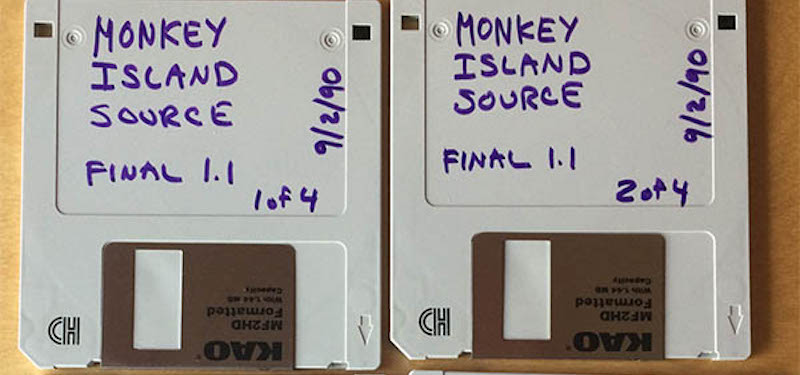 MONKEY
ISLAND
SOURCE
9/2/90
FINAL 1.1
1 of 4
KAO
MF2HD
Formatted
With 1.44 MB
Capacity
MONKEY
ISLAND
SOURCE
9/2/90
FINAL 1.1
2 of 4
KAO
MF2HD
Formatted
With 1.44 MB
Capacity